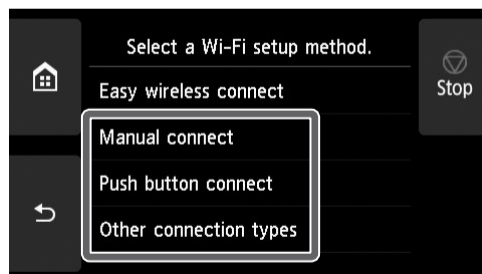 Select a Wi-Fi setup method.
Easy wireless connect
Stop
Manual connect
Push button connect
Other connection types